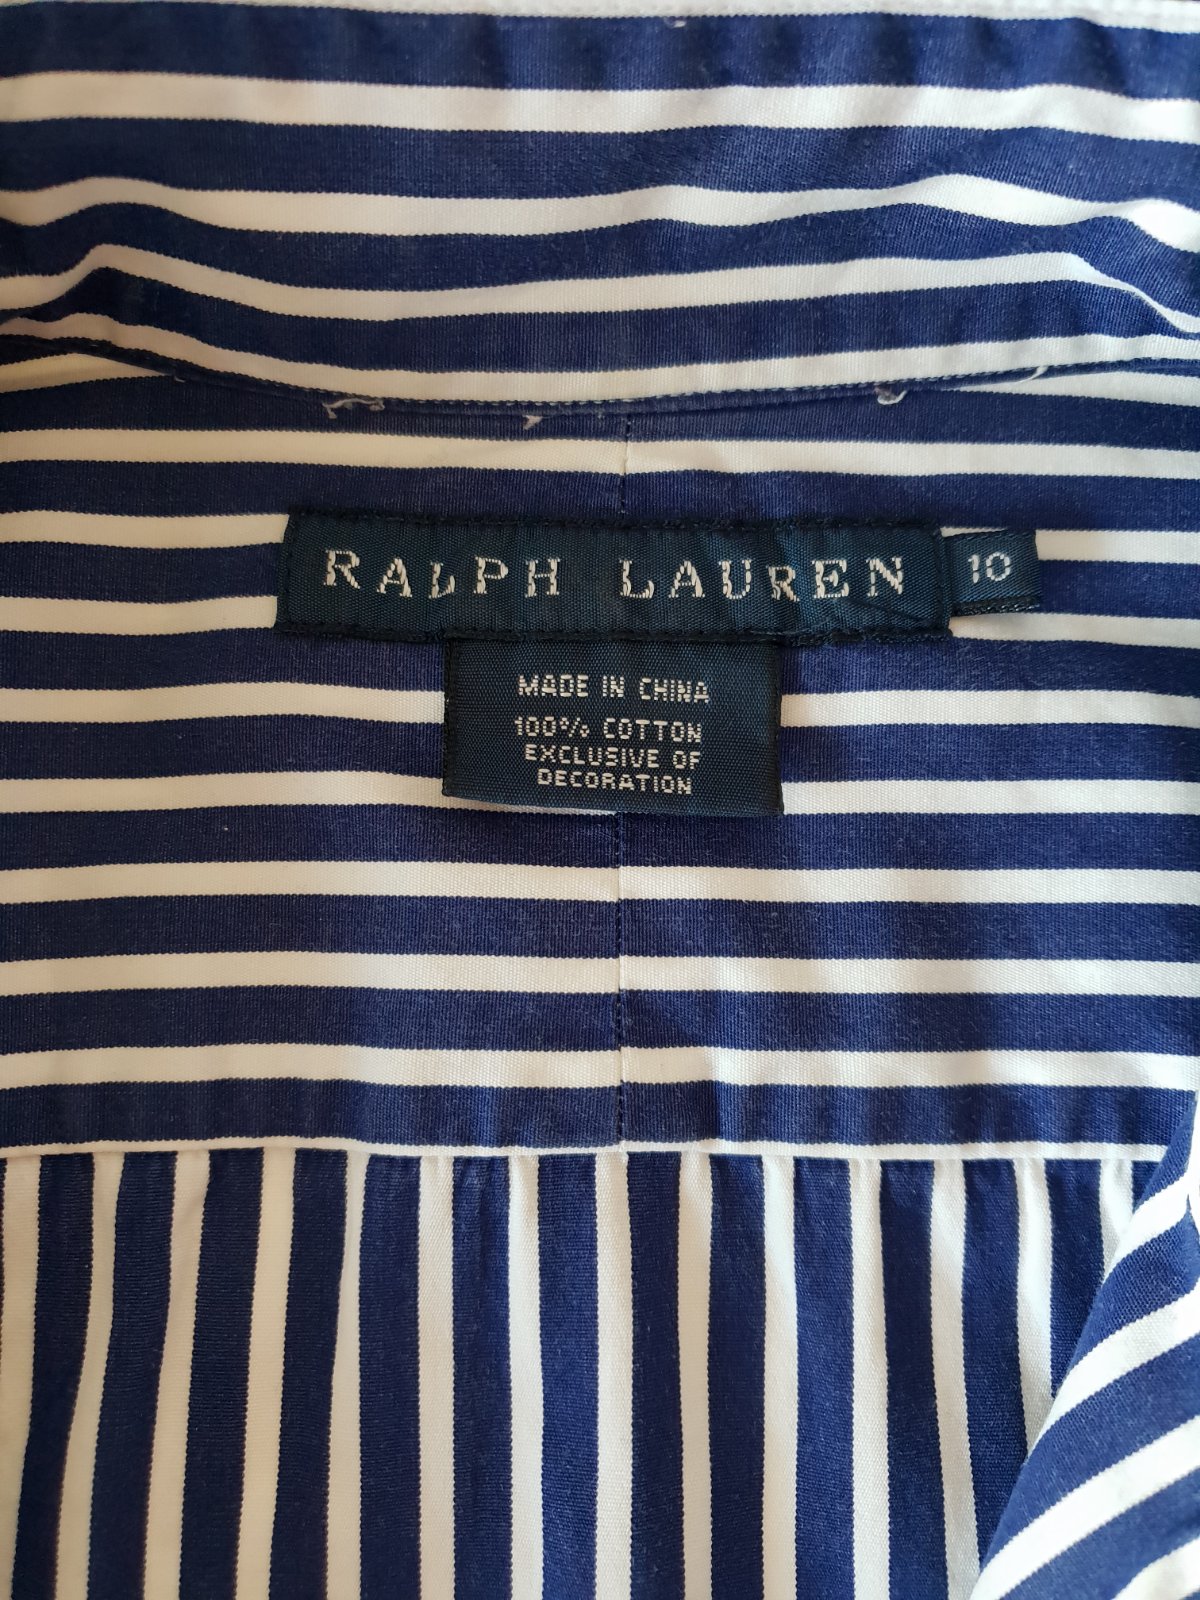 RALPH LAUREN 10
MADE IN CHINA
100% COTTON
EXCLUSIVE OF
DECORATION